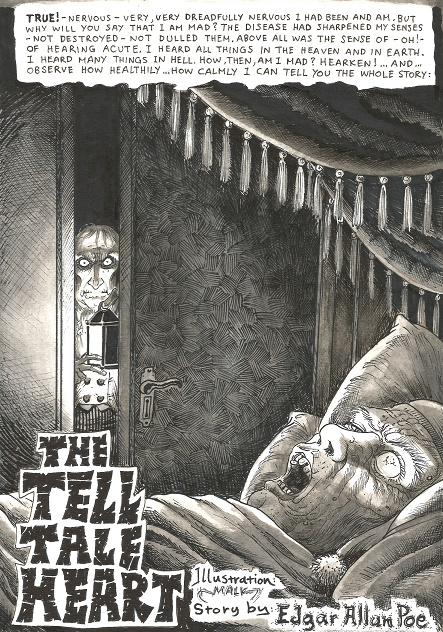 TRUE! - NERVOUS - VERY, VERY DREADFULLY NERVOUS I HAD BEEN AND AM. BUT
WHY WILL YOU SAY THAT I AM MAD? THE DISEASE HAD SHARPENED MY SENSES
- NOT DESTROYED - NOT DULLED THEM. ABOVE ALL WAS THE SENSE OF - OH! -
OF HEARING ACUTE. I HEARD ALL THINGS IN THE HEAVEN AND IN EARTH.
I HEARD MANY THINGS IN HELL. HOW, THEN, AM I MAD? HEARKEN! ... AND...
OBSERVE HOW HEALTHILY... HOW CALMLY I CAN TELL YOU THE WHOLE STORY:
THE
TELL
TALE
HEART
Illustration
MALK
Story by: Edgar Allan Poe